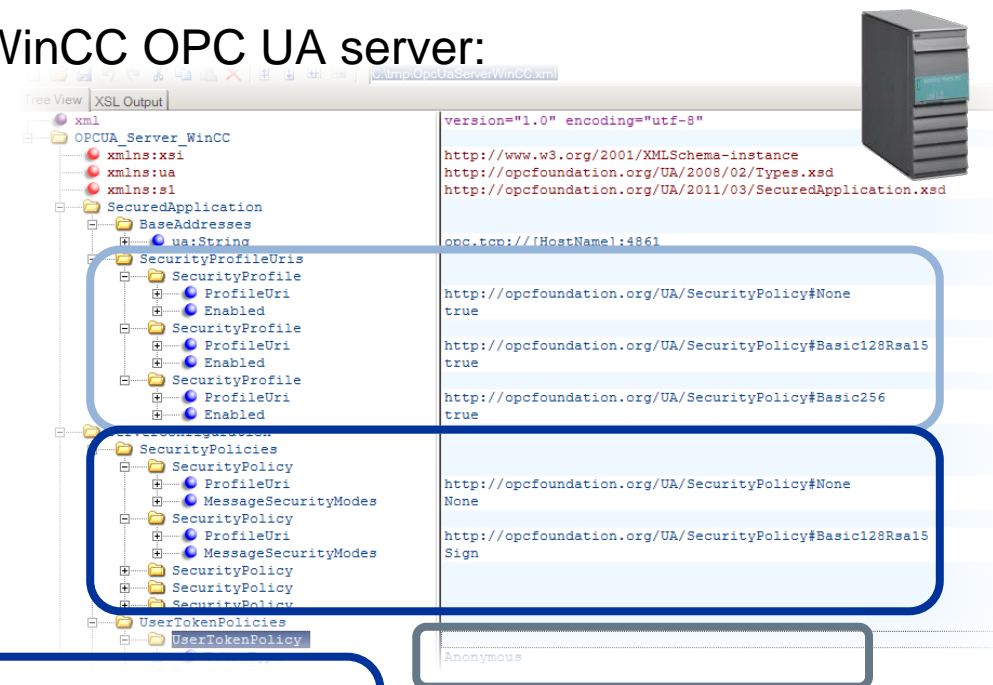 WinCC OPC UA server:
C:\tmp\OpcUaServerWinCC.xml
Tree View XSL Output
xml version="1.0" encoding="utf-8"
OPCUA_Server_WinCC
xmlns:xsi http://www.w3.org/2001/XMLSchema-instance
xmlns:ua http://opcfoundation.org/UA/2008/02/Types.xsd
xmlns:s1 http://opcfoundation.org/UA/2011/03/SecuredApplication.xsd
SecuredApplication
BaseAddresses
ua:String opc.tcp://[HostName]:4861
SecurityProfileUris
SecurityProfile
ProfileUri http://opcfoundation.org/UA/SecurityPolicy#None
Enabled true
SecurityProfile
ProfileUri http://opcfoundation.org/UA/SecurityPolicy#Basic128Rsa15
Enabled true
SecurityProfile
ProfileUri http://opcfoundation.org/UA/SecurityPolicy#Basic256
Enabled true
ServerConfiguration
SecurityPolicies
SecurityPolicy
ProfileUri http://opcfoundation.org/UA/SecurityPolicy#None
MessageSecurityModes None
SecurityPolicy
ProfileUri http://opcfoundation.org/UA/SecurityPolicy#Basic128Rsa15
MessageSecurityModes Sign
SecurityPolicy
SecurityPolicy
SecurityPolicy
UserTokenPolicies
UserTokenPolicy
Anonymous